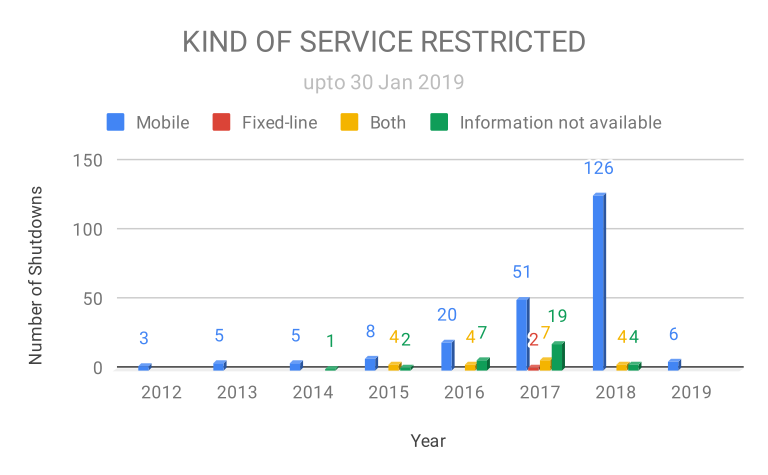 KIND OF SERVICE RESTRICTED
upto 30 Jan 2019
Mobile Fixed-line Both Information not available
Number of Shutdowns
150
100
50
0
3
5
5 1
8 4 2
20 4 7
51 2 7 19
126 4 4
6
2012 2013 2014 2015 2016 2017 2018 2019
Year